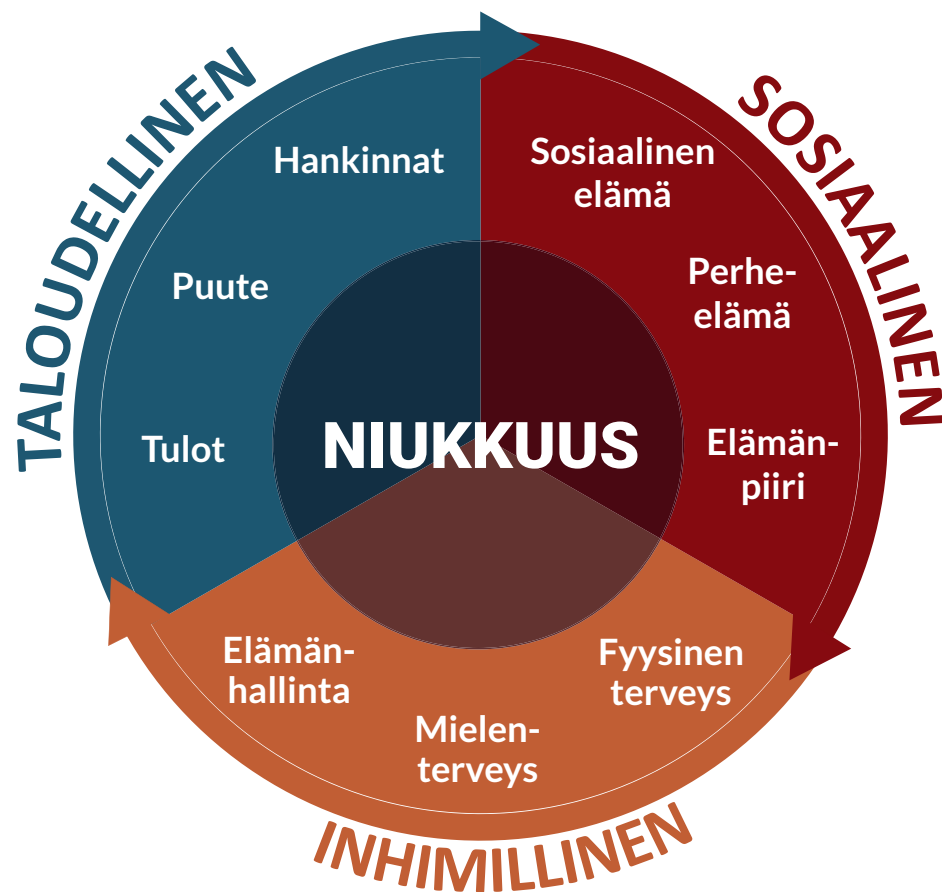 TALOUDELLINEN
Hankinnat
Puute
Tulot
SOSIAALINEN
Sosiaalinen
elämä
Perhe-
elämä
Elämän-
piiri
NIUKKUUS
Fyysinen
terveys
Mielen-
terveys
Elämän-
hallinta
INHIMILLINEN